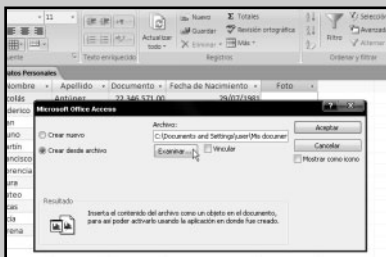 11
Nuevo Totales Selección
Guardar Revisión ortográfica Avanzadas
Actualizar todo Eliminar Más Filtro Alternar
Texto enriquecido Registros Ordenar y filtrar
Datos Personales
Nombre Apellido Documento Fecha de Nacimiento Foto
colás Antúnez 22.346.571,00 29/07/1981
ederico
Microsoft Office Access
Crear nuevo
Crear desde archivo
Archivo:
C:\Documents and Settings\user\Mis documen
Examinar... Vincular
Aceptar
Cancelar
Mostrar como icono
Resultado
Inserta el contenido del archivo como un objeto en el documento,
para así poder activarlo usando la aplicación en donde fue creado.